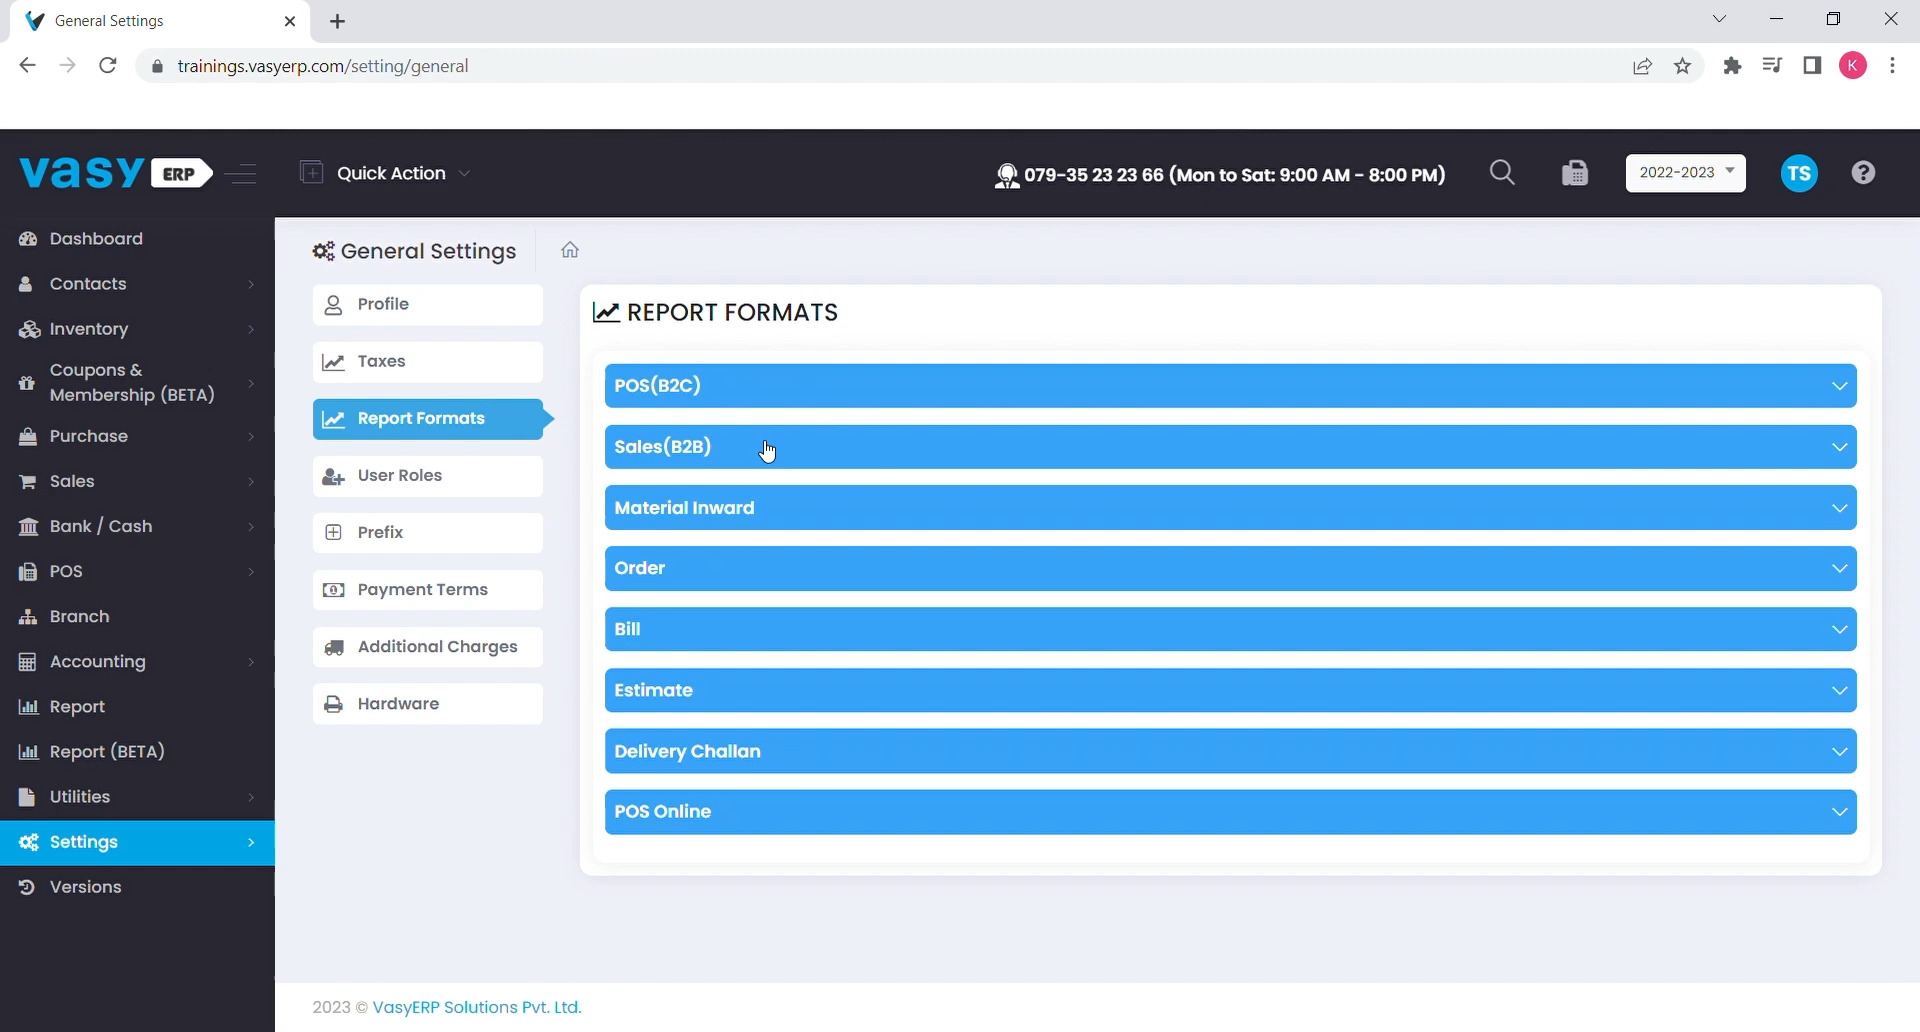 General Settings
trainings.vasyerp.com/setting/general
K
vasy ERP
Quick Action
079-35 23 23 66 (Mon to Sat: 9:00 AM - 8:00 PM)
2022-2023
TS
?
Dashboard
Contacts
Inventory
Coupons &
Membership (BETA)
Purchase
Sales
Bank / Cash
POS
Branch
Accounting
Report
Report (BETA)
Utilities
Settings
Versions
General Settings
Profile
Taxes
Report Formats
User Roles
Prefix
Payment Terms
Additional Charges
Hardware
REPORT FORMATS
POS(B2C)
Sales(B2B)
Material Inward
Order
Bill
Estimate
Delivery Challan
POS Online
2023 © VasyERP Solutions Pvt. Ltd.